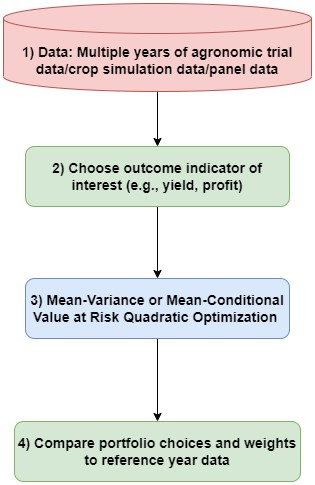 1) Data: Multiple years of agronomic trial
data/crop simulation data/panel data
2) Choose outcome indicator of
interest (e.g., yield, profit)
3) Mean-Variance or Mean-Conditional
Value at Risk Quadratic Optimization
4) Compare portfolio choices and weights
to reference year data